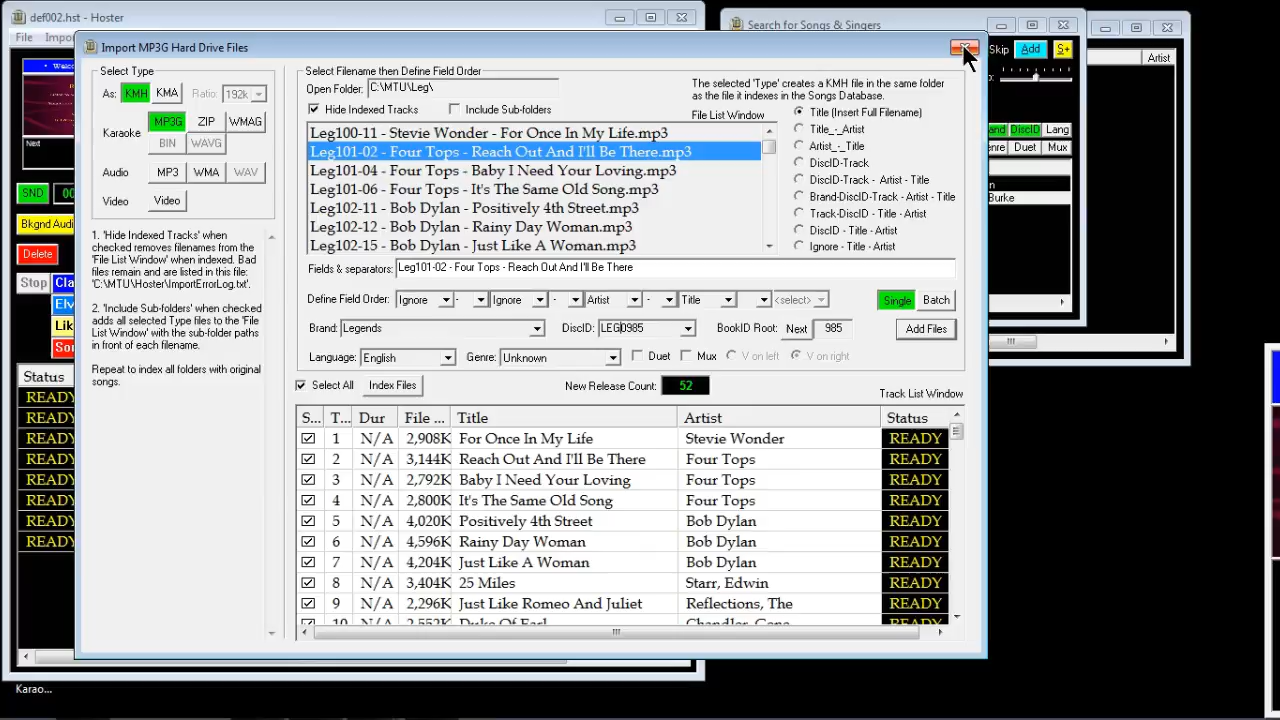 def002.hst - Hoster
File Impor
Welco
Next
SND
00
Bkgnd Audi
Delete
Stop Cla
Elv
Lik
Sor
Status
READY
READY
READY
READY
READY
READY
READY
READY
Karao...
Import MP3G Hard Drive Files
Select Type
As: KMH KMA Ratio: 192k
Karaoke MP3G ZIP WMAG
BIN WAVG
Audio MP3 WMA WAV
Video Video
1. 'Hide Indexed Tracks' when
checked removes filenames from the
'File List Window' when indexed. Bad
files remain and are listed in this file:
'C:\MTU\Hoster\ImportErrorLog.txt'.
2. 'Include Sub-folders' when checked
adds all selected Type files to the 'File
List Window' with the sub-folder paths
in front of each filename.
Repeat to index all folders with original
songs.
Select Filename then Define Field Order
Open Folder: C:\MTU\Leg\
Hide Indexed Tracks Include Sub-folders
The selected 'Type' creates a KMH file in the same folder
as the file it indexes in the Songs Database.
File List Window
Leg100-11 - Stevie Wonder - For Once In My Life.mp3
Leg101-02 - Four Tops - Reach Out And I'll Be There.mp3
Leg101-04 - Four Tops - Baby I Need Your Loving.mp3
Leg101-06 - Four Tops - It's The Same Old Song.mp3
Leg102-11 - Bob Dylan - Positively 4th Street.mp3
Leg102-12 - Bob Dylan - Rainy Day Woman.mp3
Leg102-15 - Bob Dylan - Just Like A Woman.mp3
Title (Insert Full Filename)
Title_-_Artist
Artist_-_Title
DiscID-Track
DiscID-Track - Artist - Title
Brand-DiscID-Track - Artist - Title
Track-DiscID - Title - Artist
DiscID - Title - Artist
Ignore - Title - Artist
Fields & separators: Leg101-02 - Four Tops - Reach Out And I'll Be There
Define Field Order: Ignore - Ignore - Artist - Title <select> Single Batch
Brand: Legends DiscID: LEG0985 BookID Root: Next 985 Add Files
Language: English Genre: Unknown Duet Mux V on left V on right
Select All Index Files New Release Count: 52 Track List Window
S... T... Dur File ... Title Artist Status
1 N/A 2,908K For Once In My Life Stevie Wonder READY
2 N/A 3,144K Reach Out And I'll Be There Four Tops READY
3 N/A 2,792K Baby I Need Your Loving Four Tops READY
4 N/A 2,800K It's The Same Old Song Four Tops READY
5 N/A 4,020K Positively 4th Street Bob Dylan READY
6 N/A 4,596K Rainy Day Woman Bob Dylan READY
7 N/A 4,204K Just Like A Woman Bob Dylan READY
8 N/A 3,404K 25 Miles Starr, Edwin READY
9 N/A 2,296K Just Like Romeo And Juliet Reflections, The READY
10 N/A 2,552K Duke Of Earl Chandler, Gene
Search for Songs & Singers
Skip Add S+
and DiscID Lang
enre Duet Mux
n
Burke
Artist